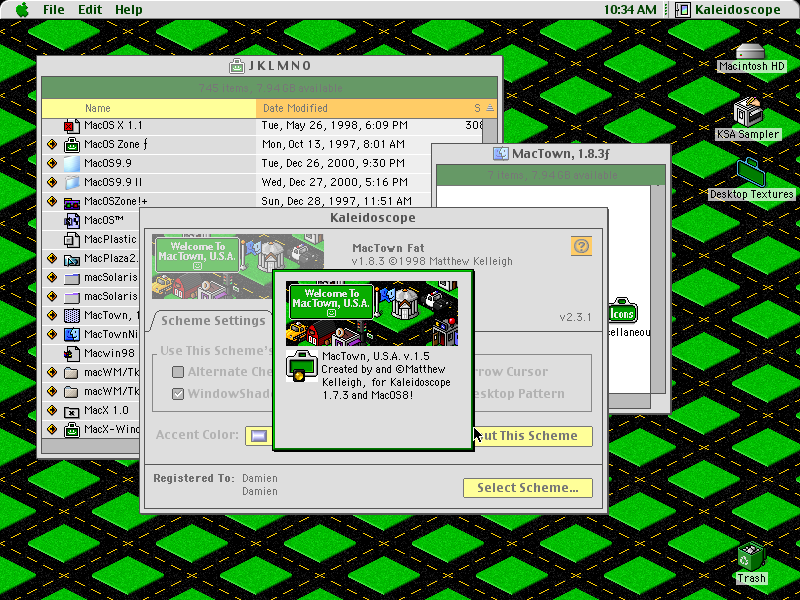 File Edit Help
10:34 AM
Kaleidoscope
JKLMNO
745 items, 7.94 GB available
Name Date Modified S
MacOS X 1.1 Tue, May 26, 1998, 6:09 PM 308
MacOS Zone ƒ Mon, Oct 13, 1997, 8:01 AM
MacOS9.9 Tue, Dec 26, 2000, 9:30 PM
MacOS9.9 II Wed, Dec 27, 2000, 5:16 PM
MacOSZone!+ Sun, Dec 28, 1997, 11:51 AM
MacOS™
MacPlastic
MacPlaza2.
macSolaris
macSolaris
MacTown, 1
MacTownNi
Macwin98
macWM/Tk
macWM/Tk
MacX 1.0
MacX-Wind
MacTown, 1.8.3ƒ
7 items, 7.94 GB available
Icons
cellaneou
Kaleidoscope
Welcome To
MacTown, U.S.A.
MacTown Fat
v1.8.3 ©1998 Matthew Kelleigh
?
v2.3.1
Scheme Settings
Use This Scheme's
Alternate Che
WindowShad
rrow Cursor
esktop Pattern
Accent Color:
ut This Scheme
Registered To: Damien
Damien
Select Scheme...
Welcome To
MacTown, U.S.A.
MacTown, U.S.A. v.1.5
Created by and ©Matthew
Kelleigh, for Kaleidoscope
1.7.3 and MacOS8!
Macintosh HD
KSA Sampler
Desktop Textures
Trash